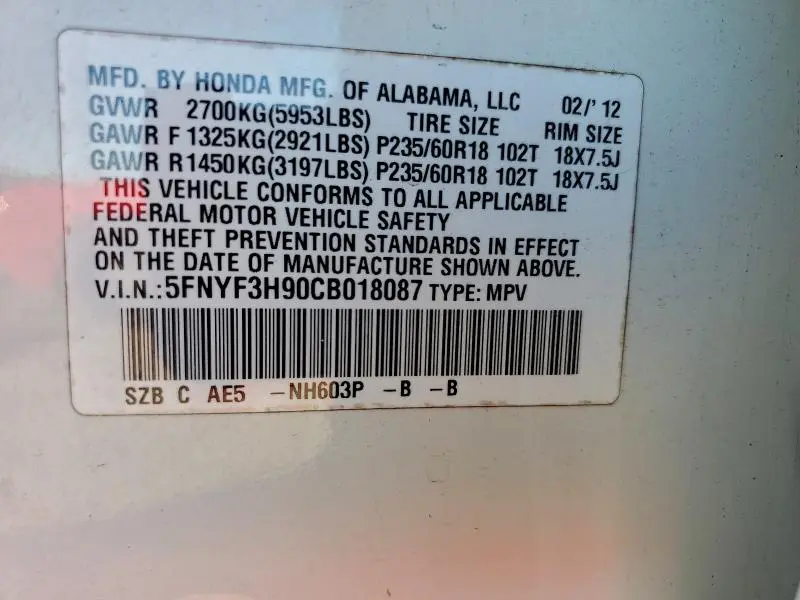 MFD. BY HONDA MFG. OF ALABAMA, LLC 02/'12
GVWR 2700KG(5953LBS) TIRE SIZE RIM SIZE
GAWR F 1325KG(2921LBS) P235/60R18 102T 18X7.5J
GAWR R1450KG(3197LBS) P235/60R18 102T 18X7.5J
THIS VEHICLE CONFORMS TO ALL APPLICABLE
FEDERAL MOTOR VEHICLE SAFETY
AND THEFT PREVENTION STANDARDS IN EFFECT
ON THE DATE OF MANUFACTURE SHOWN ABOVE.
V.I.N.:5FNYF3H90CB018087 TYPE: MPV
SZB C AE5 -NH603P -B -B